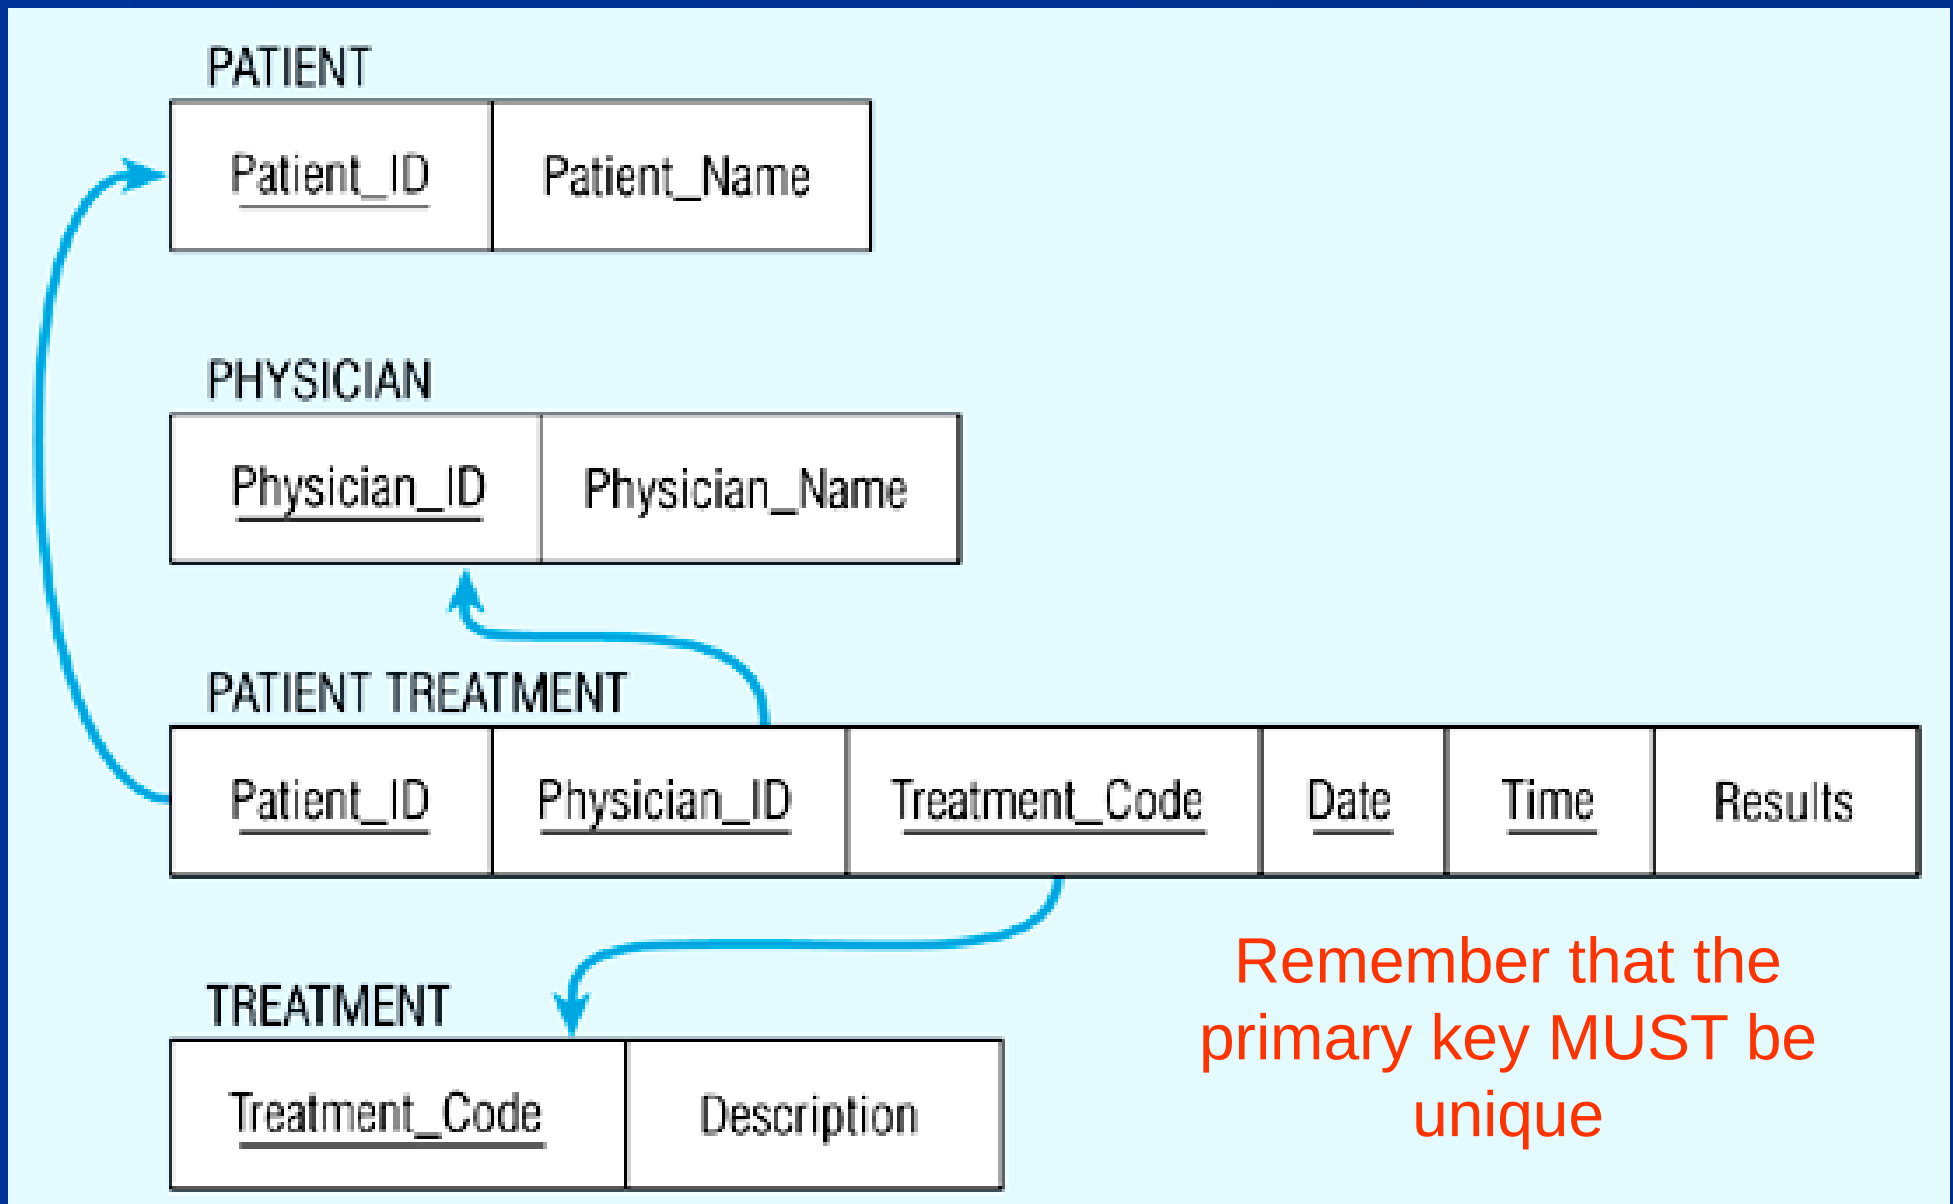 PATIENT
Patient_ID Patient_Name
PHYSICIAN
Physician_ID Physician_Name
PATIENT TREATMENT
Patient_ID Physician_ID Treatment_Code Date Time Results
TREATMENT
Treatment_Code Description
Remember that the
primary key MUST be
unique